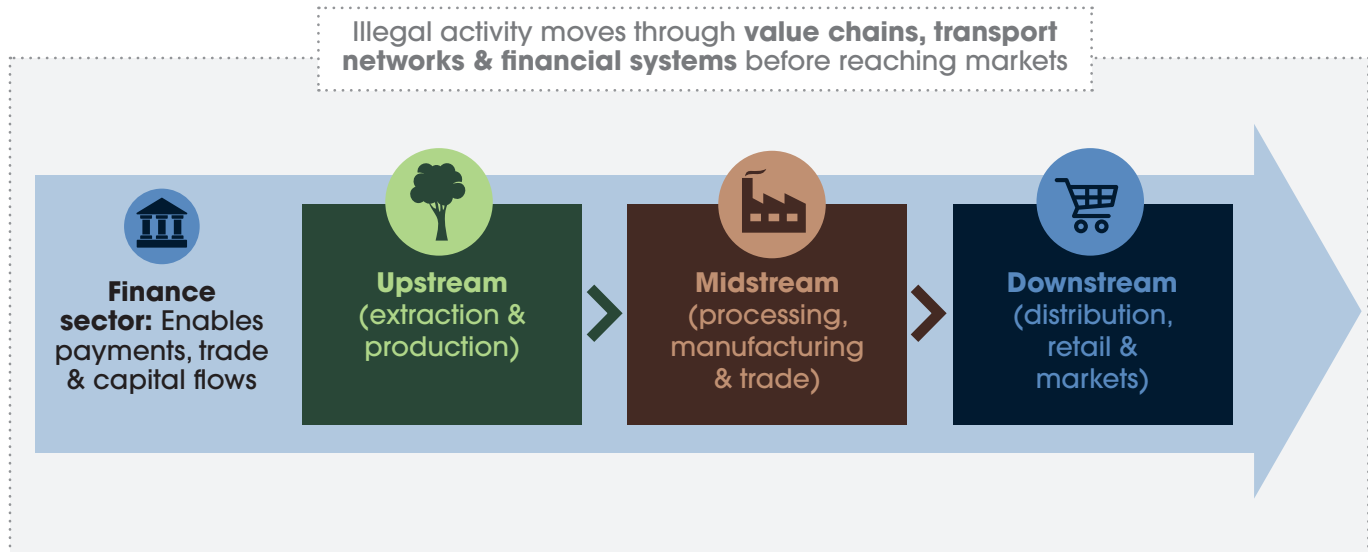 Illegal activity moves through value chains, transport
networks & financial systems before reaching markets
Finance
sector: Enables
payments, trade
& capital flows
Upstream
(extraction &
production)
Midstream
(processing,
manufacturing
& trade)
Downstream
(distribution,
retail &
markets)